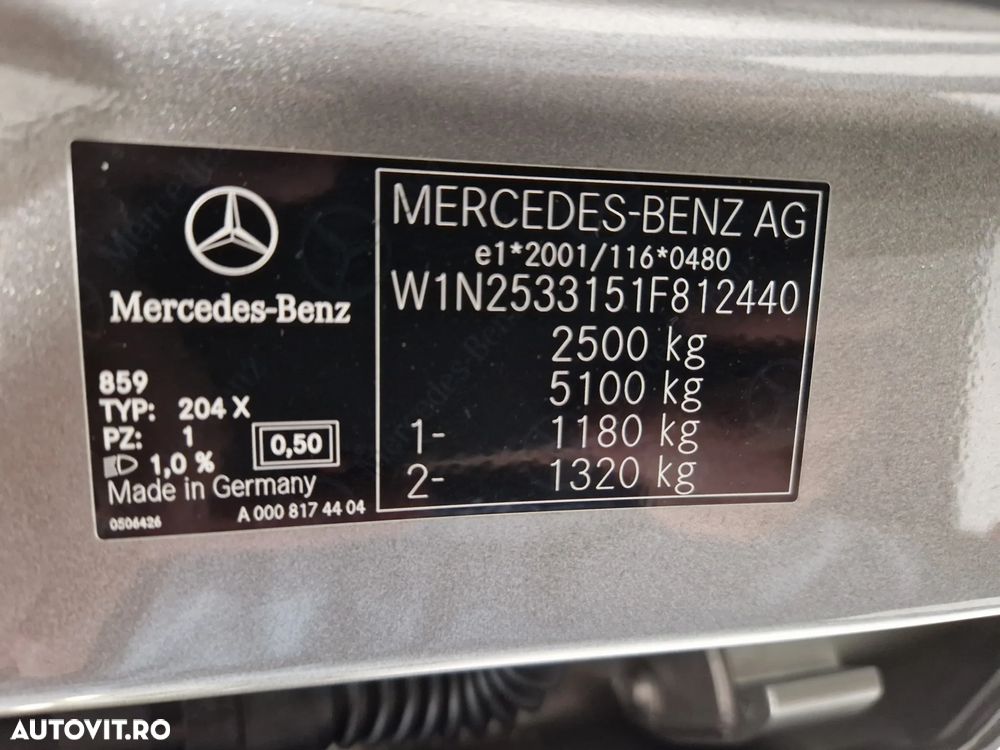 Mercedes-Benz
859
TYP: 204 X
PZ: 1
1,0 %
0,50
Made in Germany
0506426
A 000 817 44 04
MERCEDES-BENZ AG
e1*2001/116*0480
W1N2533151F812440
2500 kg
5100 kg
1- 1180 kg
2- 1320 kg
AUTOVIT.RO